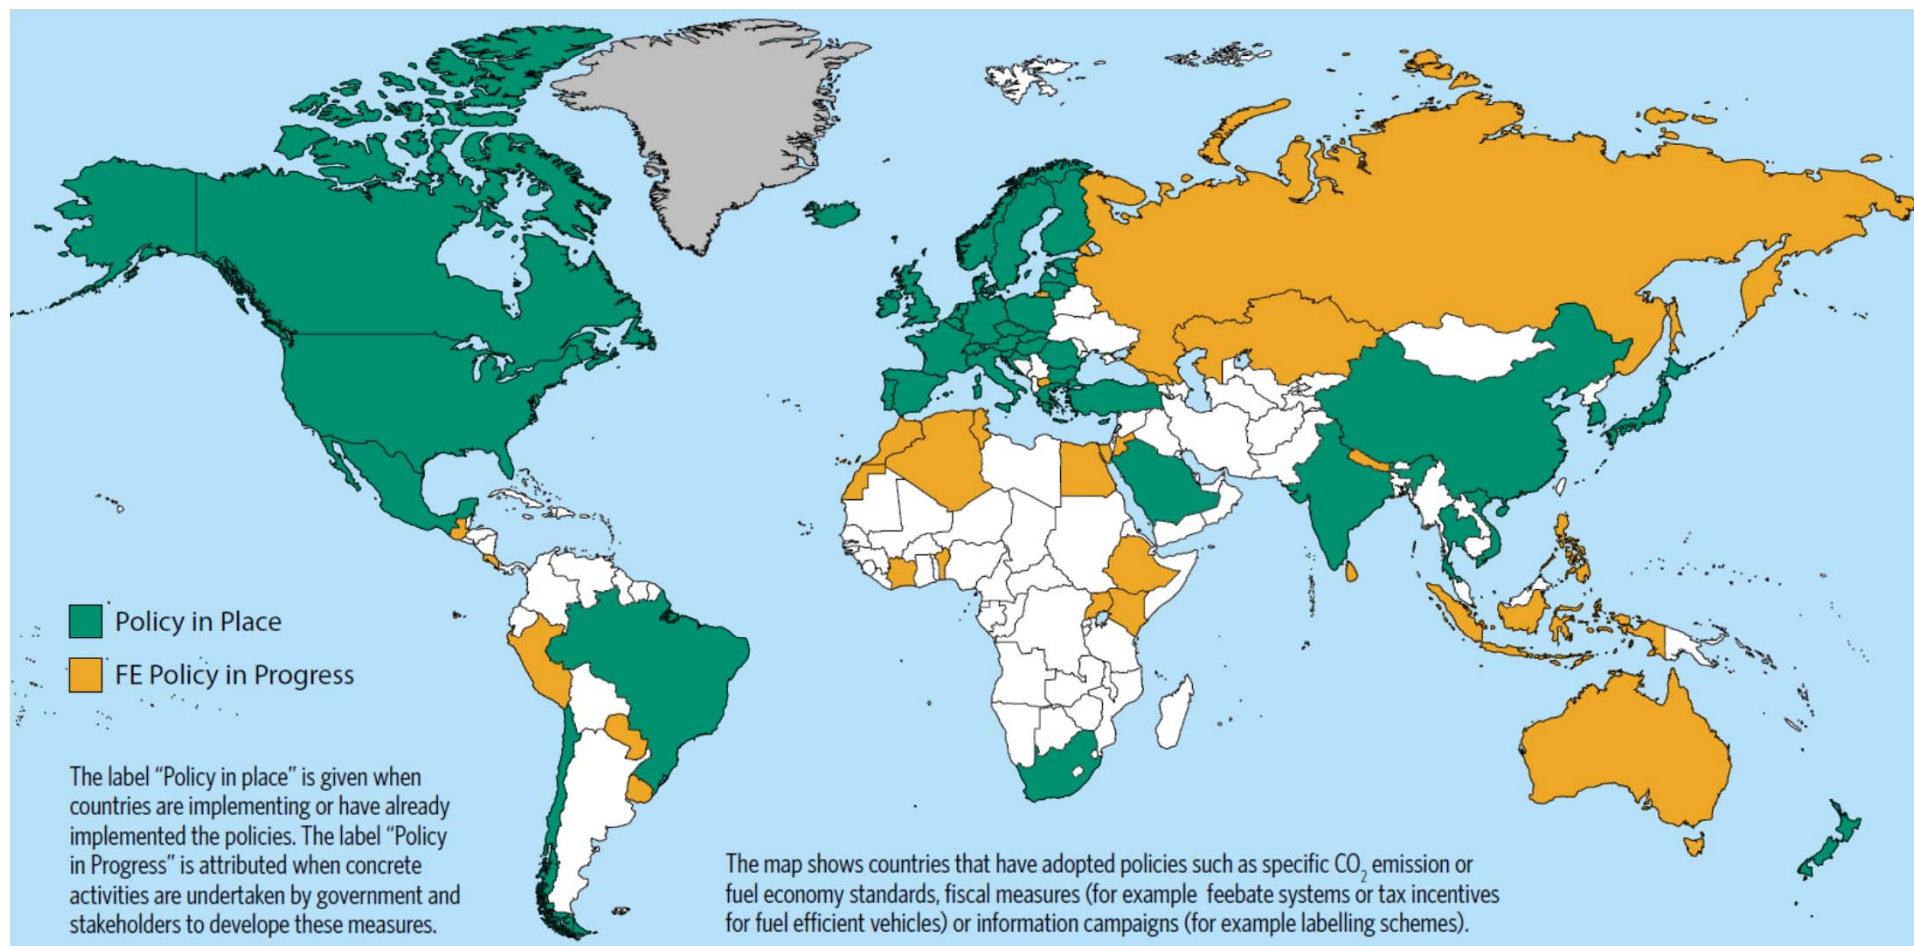 Policy in Place
FE Policy in Progress
The label “Policy in place” is given when
countries are implementing or have already
implemented the policies. The label “Policy
in Progress” is attributed when concrete
activities are undertaken by government and
stakeholders to develope these measures.
The map shows countries that have adopted policies such as specific CO₂ emission or
fuel economy standards, fiscal measures (for example feebate systems or tax incentives
for fuel efficient vehicles) or information campaigns (for example labelling schemes).